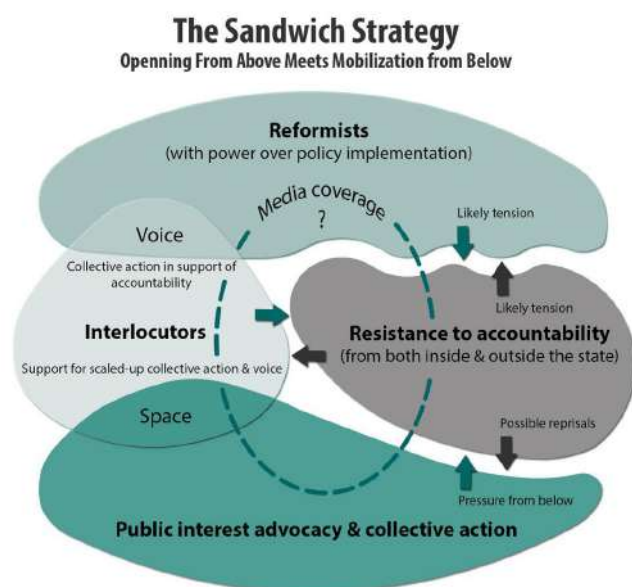 The Sandwich Strategy
Openning From Above Meets Mobilization from Below
Reformists
(with power over policy implementation)
Media coverage
?
Likely tension
Voice
Collective action in support of
accountability
Likely tension
Interlocutors
Support for scaled-up collective action & voice
Resistance to accountability
(from both inside & outside the state)
Space
Possible reprisals
Pressure from below
Public interest advocacy & collective action